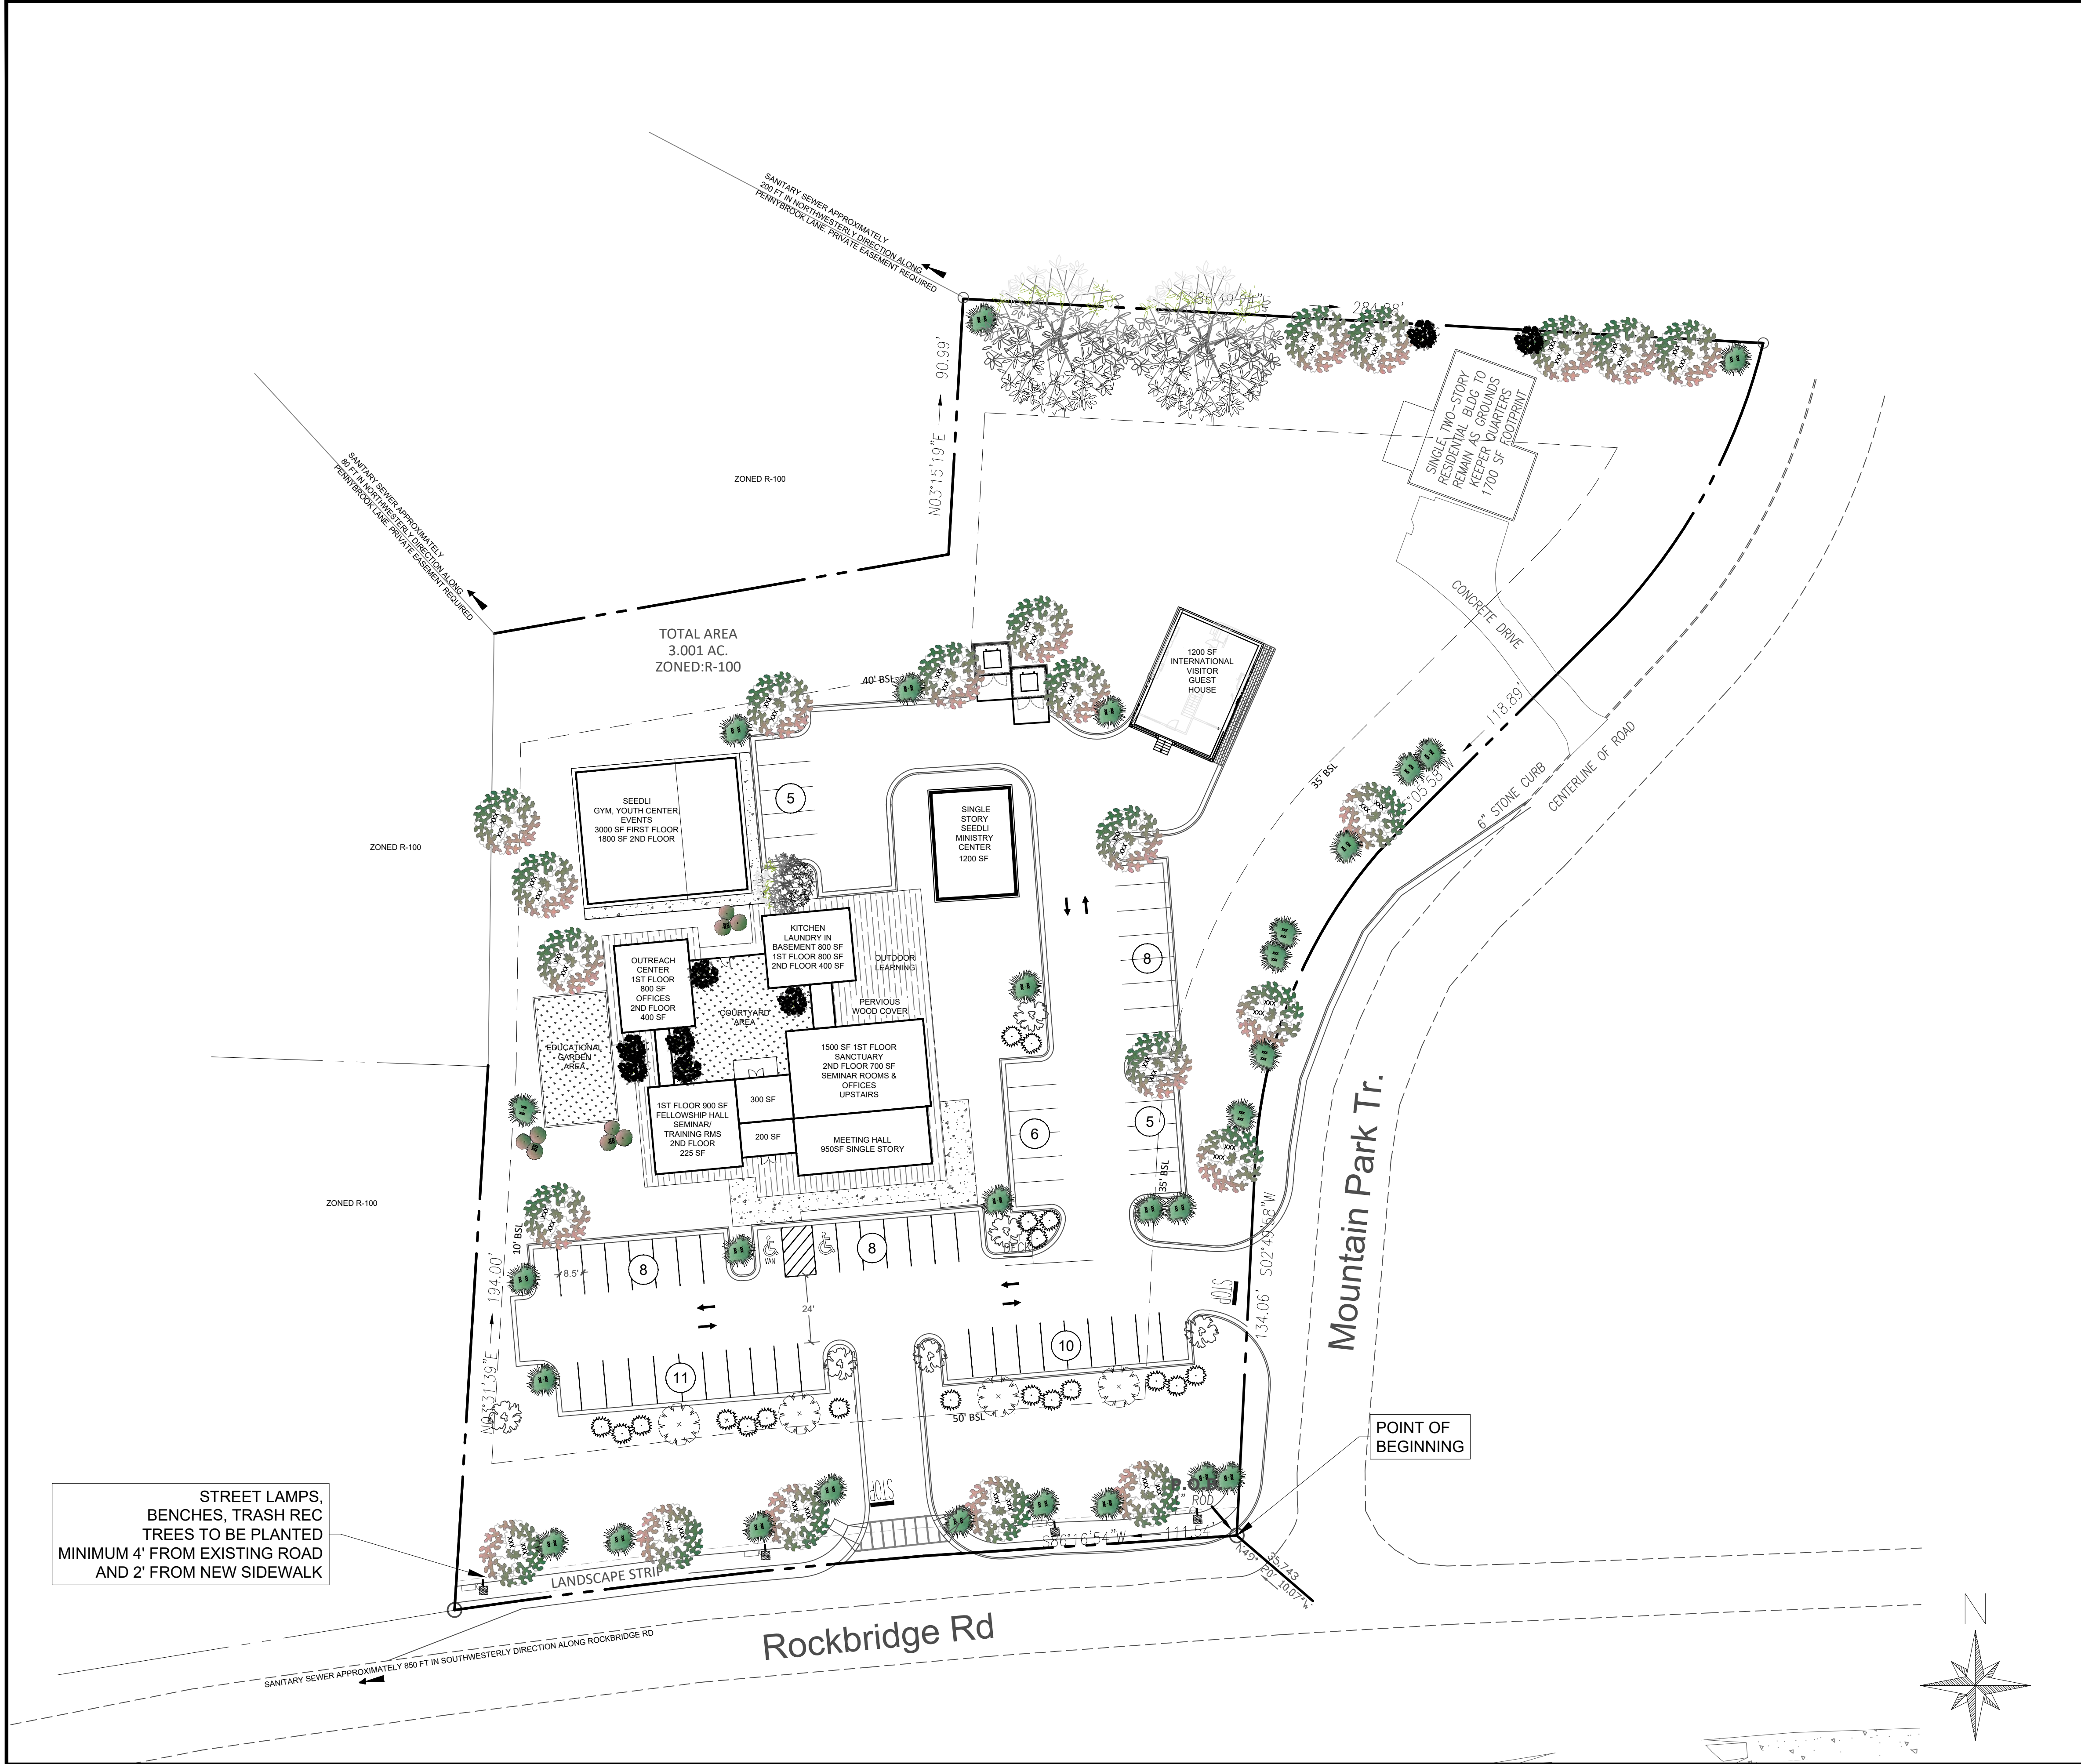 SANITARY SEWER APPROXIMATELY
200 FT IN NORTHWESTERLY DIRECTION ALONG
PENNYBROOK LANE. PRIVATE EASEMENT REQUIRED
284.88'
N03°15'19"E
90.99'
SANITARY SEWER APPROXIMATELY
80 FT IN NORTHWESTERLY DIRECTION ALONG
PENNYBROOK LANE. PRIVATE EASEMENT REQUIRED
ZONED R-100
SINGLE TWO-STORY
RESIDENTIAL BLDG TO
REMAIN AS GROUNDS
KEEPER QUARTERS
1700 SF FOOTPRINT
CONCRETE DRIVE
TOTAL AREA
3.001 AC.
ZONED:R-100
40' BSL
1200 SF
INTERNATIONAL
VISITOR
GUEST
HOUSE
118.89'
35' BSL
6" STONE CURB
CENTERLINE OF ROAD
SEEDLI
GYM, YOUTH CENTER,
EVENTS
3000 SF FIRST FLOOR
1800 SF 2ND FLOOR
5
SINGLE
STORY
SEEDLI
MINISTRY
CENTER
1200 SF
ZONED R-100
KITCHEN
LAUNDRY IN
BASEMENT 800 SF
1ST FLOOR 800 SF
2ND FLOOR 400 SF
OUTDOOR
LEARNING
8
OUTREACH
CENTER
1ST FLOOR
800 SF
OFFICES
2ND FLOOR
400 SF
COURTYARD
AREA
PERVIOUS
WOOD COVER
EDUCATIONAL
GARDEN
AREA
1500 SF 1ST FLOOR
SANCTUARY
2ND FLOOR 700 SF
SEMINAR ROOMS &
OFFICES
UPSTAIRS
1ST FLOOR 900 SF
FELLOWSHIP HALL
SEMINAR/
TRAINING RMS
2ND FLOOR
225 SF
300 SF
200 SF
MEETING HALL
950SF SINGLE STORY
6
5
35' BSL
ZONED R-100
10' BSL
S02°49'58"W
134.06'
Mountain Park Tr.
8
8.5'
VAN
8
DECK
24'
STOP
N03°31'39"E
194.00'
11
10
50' BSL
POINT OF
BEGINNING
STREET LAMPS,
BENCHES, TRASH REC
TREES TO BE PLANTED
MINIMUM 4' FROM EXISTING ROAD
AND 2' FROM NEW SIDEWALK
STOP
ROD
S86°16'54"W
111.54'
35.743
LANDSCAPE STRIP
Rockbridge Rd
SANITARY SEWER APPROXIMATELY 850 FT IN SOUTHWESTERLY DIRECTION ALONG ROCKBRIDGE RD
N